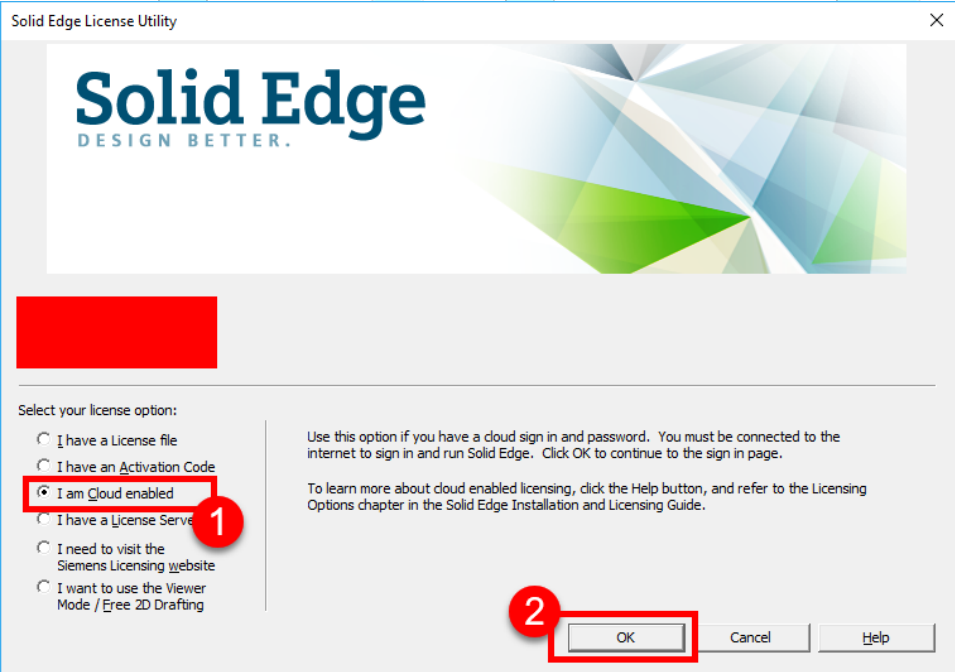 Solid Edge License Utility
Solid Edge
DESIGN BETTER.
Select your license option:
I have a License file
I have an Activation Code
I am Cloud enabled
I have a License Serve
1
I need to visit the
Siemens Licensing website
I want to use the Viewer
Mode / Free 2D Drafting
Use this option if you have a cloud sign in and password. You must be connected to the
internet to sign in and run Solid Edge. Click OK to continue to the sign in page.
To learn more about cloud enabled licensing, click the Help button, and refer to the Licensing
Options chapter in the Solid Edge Installation and Licensing Guide.
2
OK
Cancel
Help